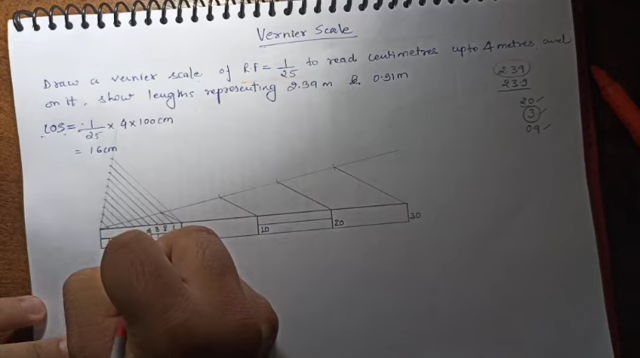 Vernier Scale
Draw a vernier scale of RF = 1/25 to read centimetres upto 4 metres and
on it, show lengths representing 2.39 m & 0.91m
LOS = 1/25 x 4 x 100cm
= 16cm
2.39
239
20 ✓
3 ✓
09 ✓
10
20
30